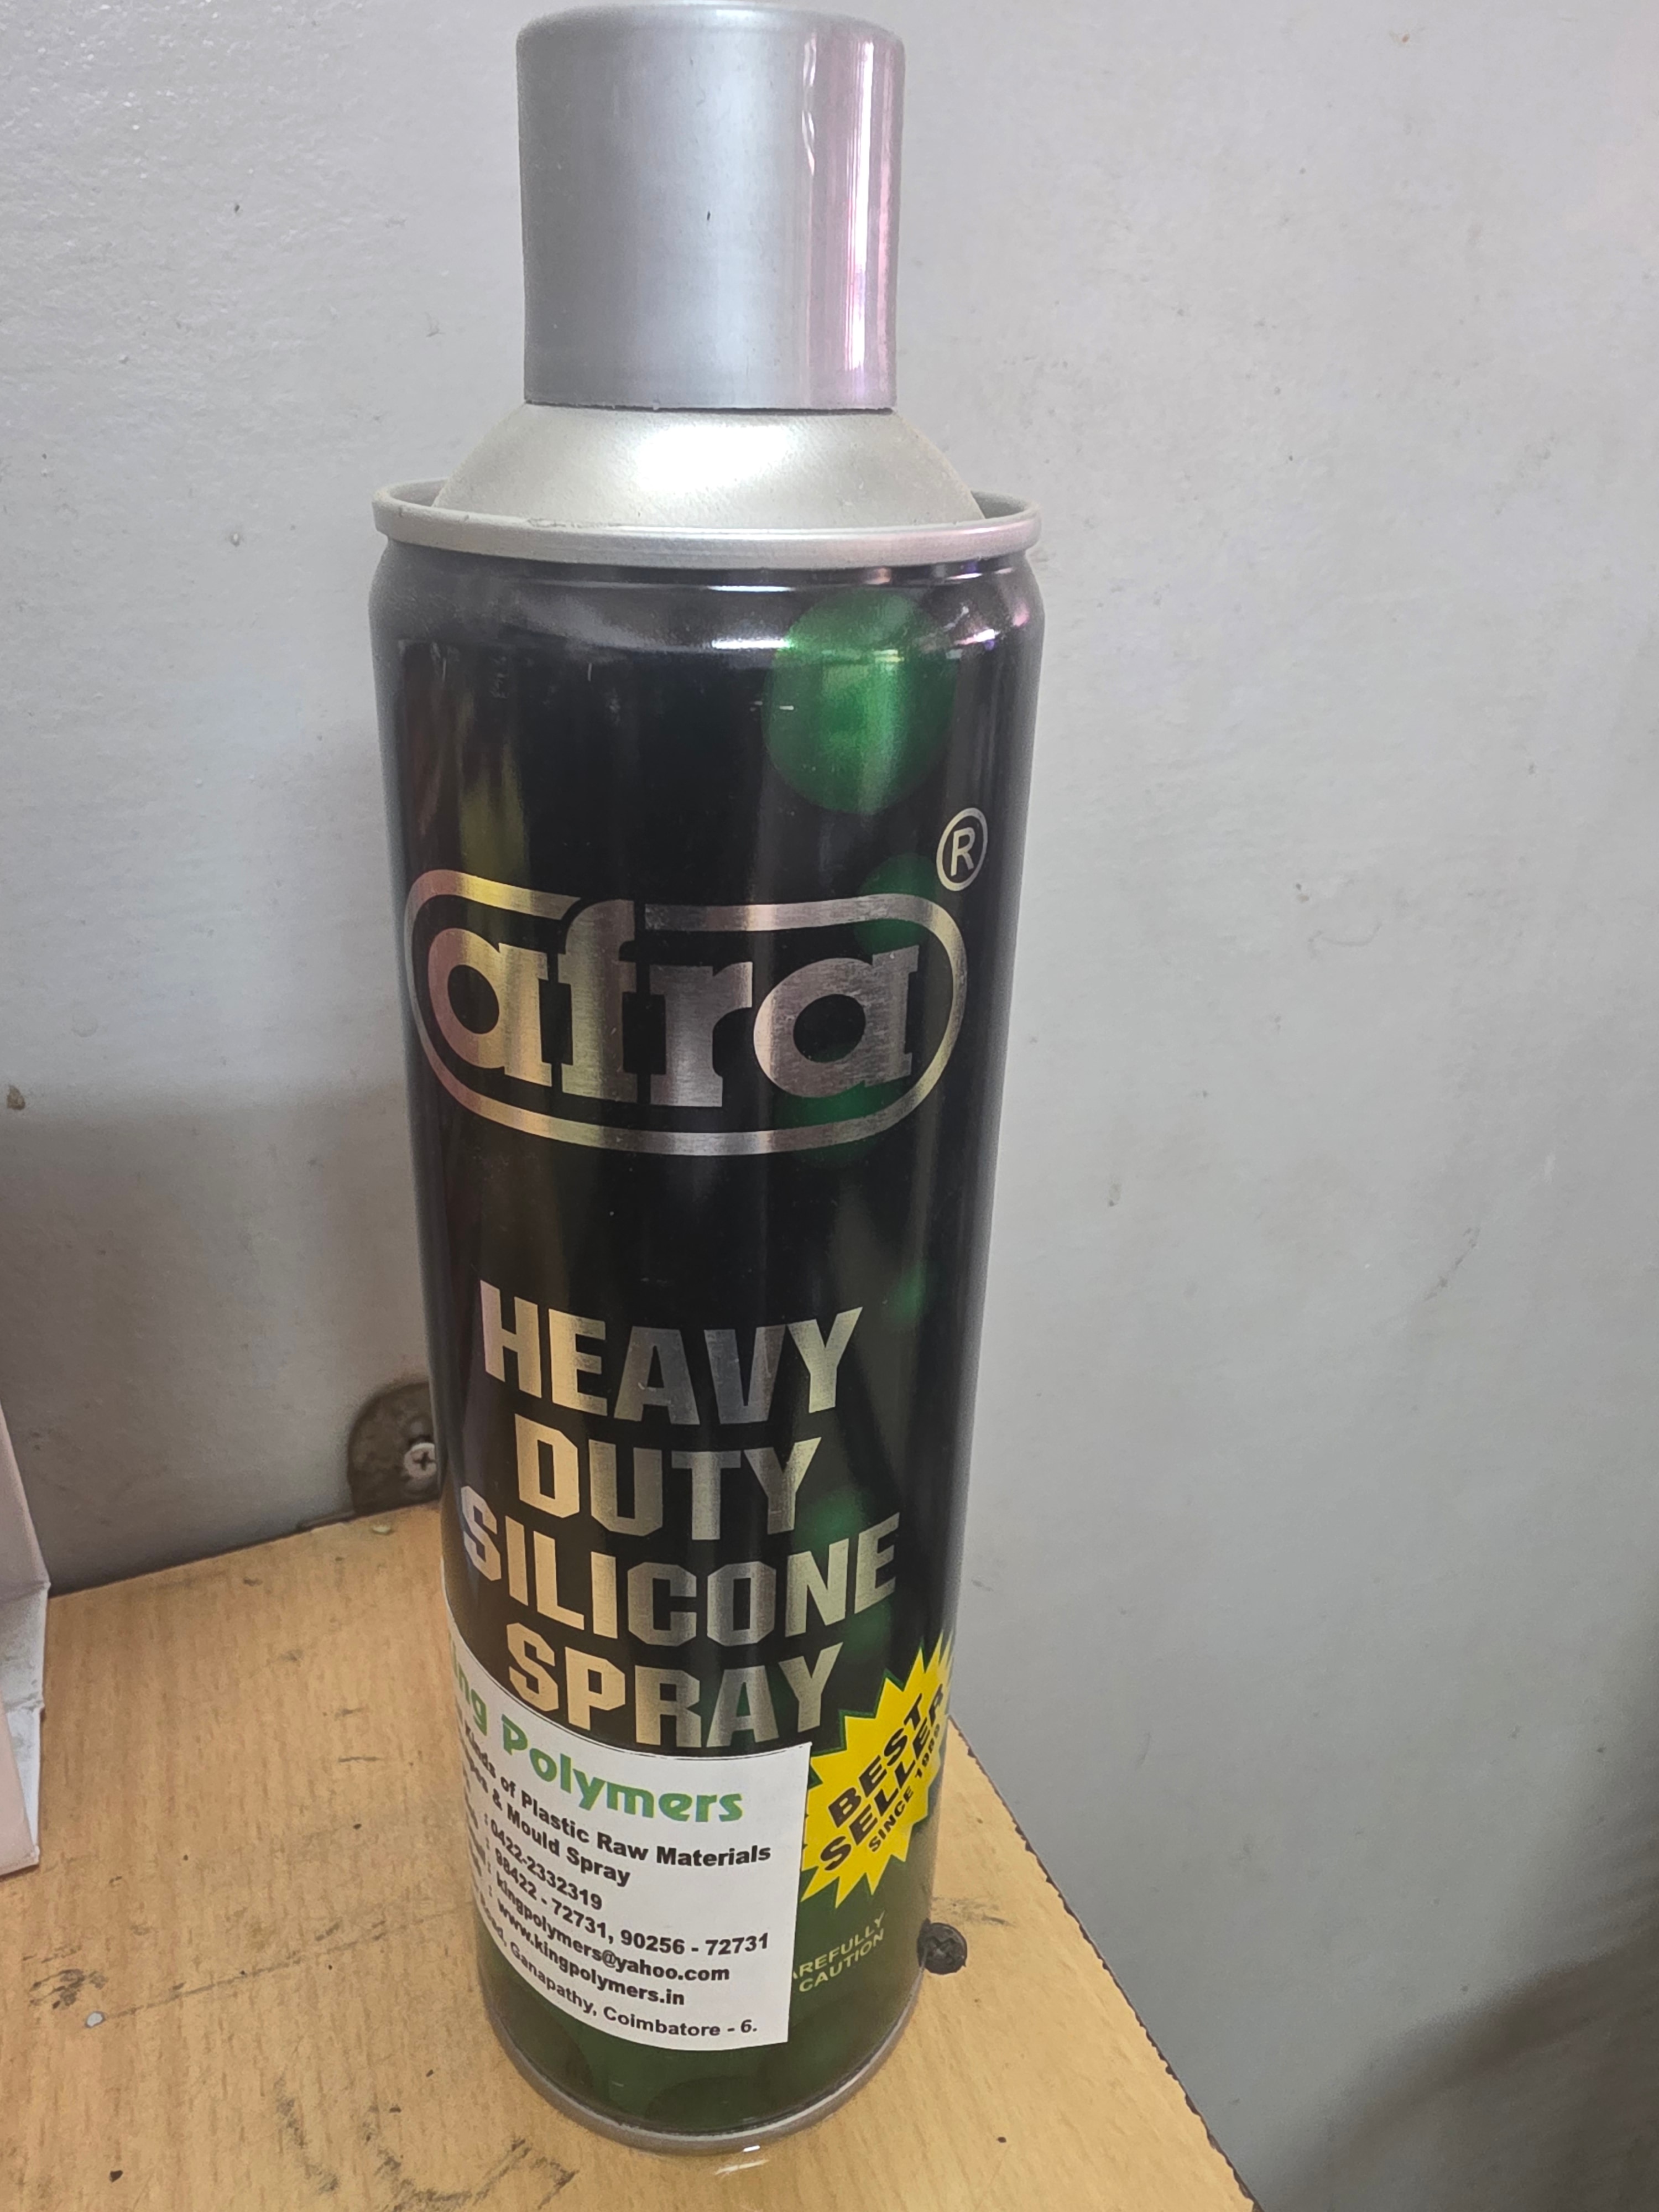 ®
afra
HEAVY
DUTY
SILICONE
SPRAY
BEST
SELLER
SINCE
Polymers
of Plastic Raw Materials
& Mould Spray
: 0422-2332319
: 98422 - 72731, 90256 - 72731
: kingpolymers@yahoo.com
: www.kingpolymers.in
Ganapathy, Coimbatore - 6.
CAUTION